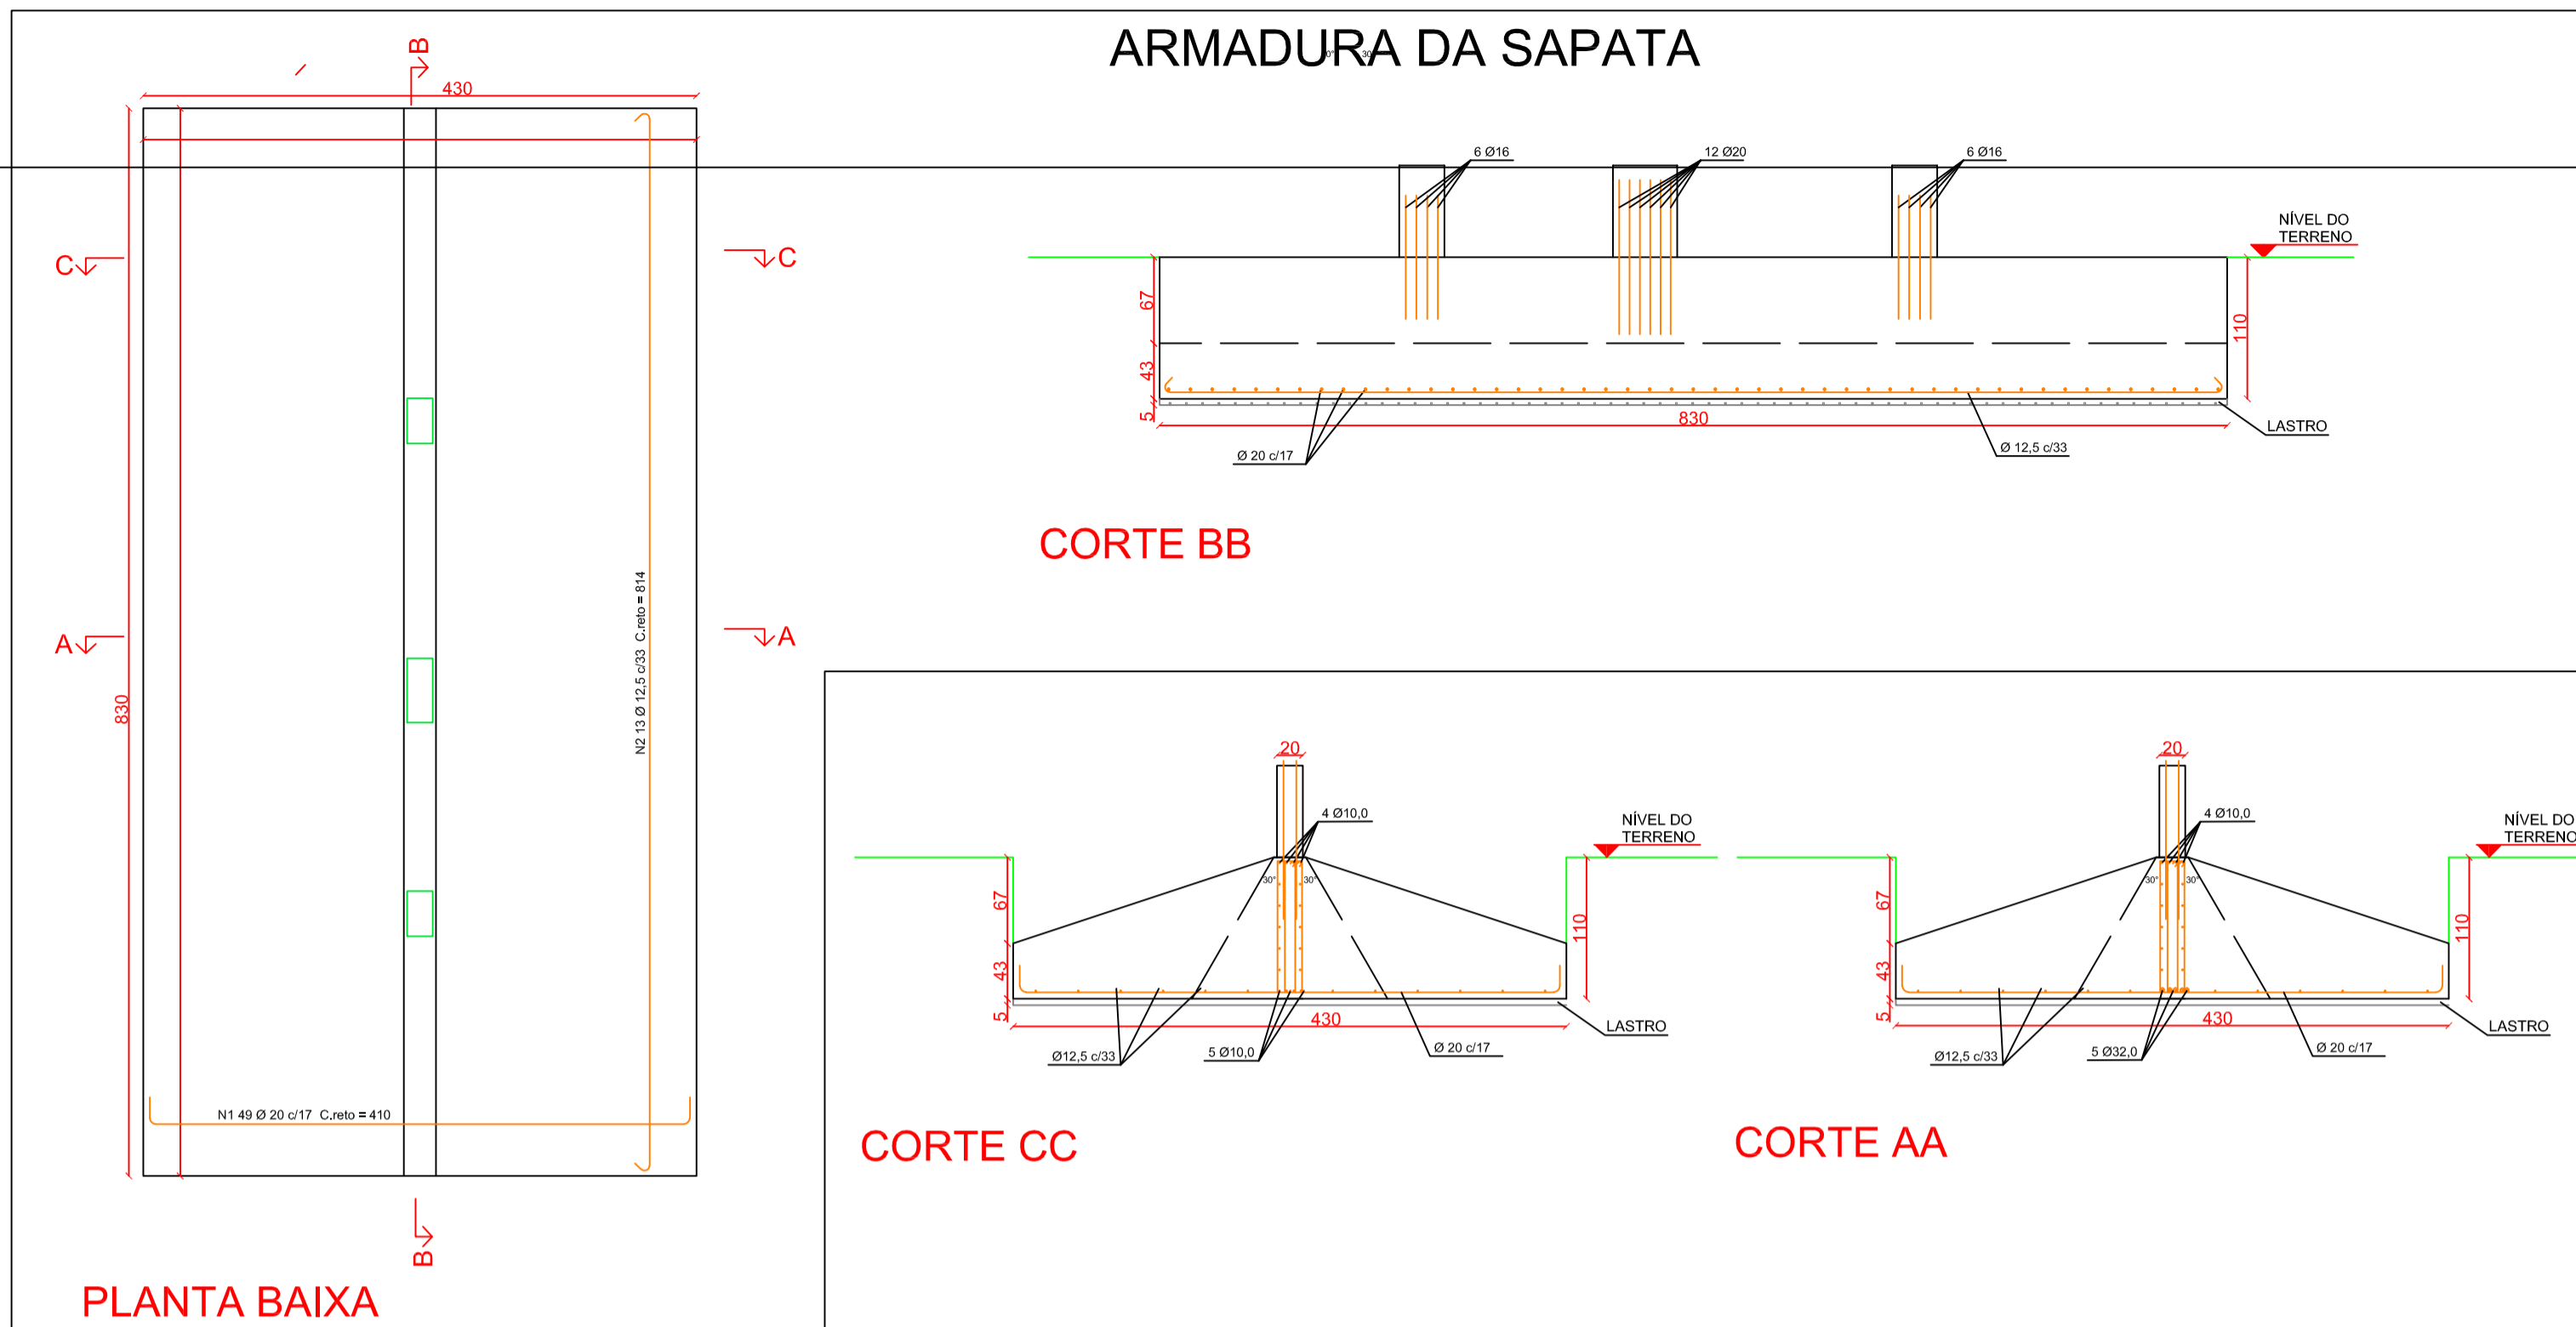 ARMADURA DA SAPATA
0°
30°
B
430
C
C
A
A
830
N2 13 Ø 12,5 c/33 C.reto = 814
N1 49 Ø 20 c/17 C.reto = 410
B
PLANTA BAIXA
6 Ø16
12 Ø20
6 Ø16
NÍVEL DO
TERRENO
67
43
5
110
830
LASTRO
Ø 20 c/17
Ø 12,5 c/33
CORTE BB
20
4 Ø10,0
NÍVEL DO
TERRENO
30°
30°
67
43
5
110
430
LASTRO
Ø12,5 c/33
5 Ø10,0
Ø 20 c/17
CORTE CC
20
4 Ø10,0
NÍVEL DO
TERRENO
30°
30°
67
43
5
110
430
LASTRO
Ø12,5 c/33
5 Ø32,0
Ø 20 c/17
CORTE AA